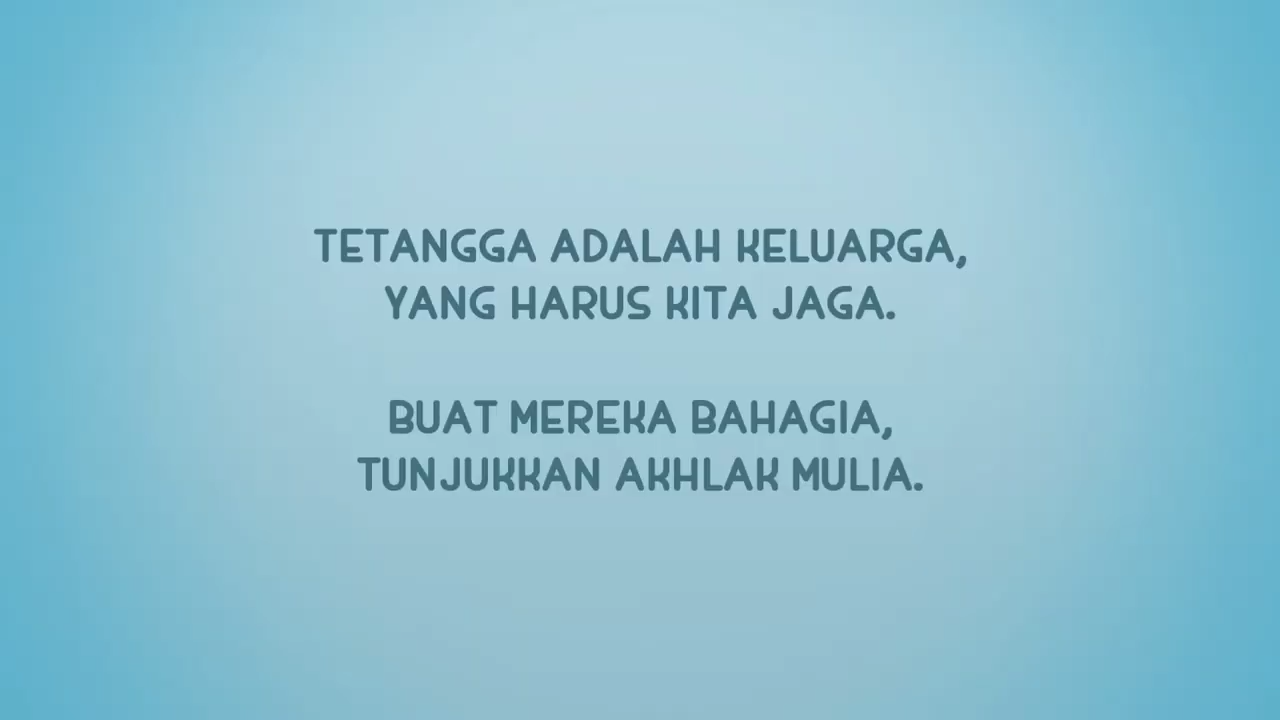 TETANGGA ADALAH KELUARGA,
YANG HARUS KITA JAGA.
BUAT MEREKA BAHAGIA,
TUNJUKKAN AKHLAK MULIA.